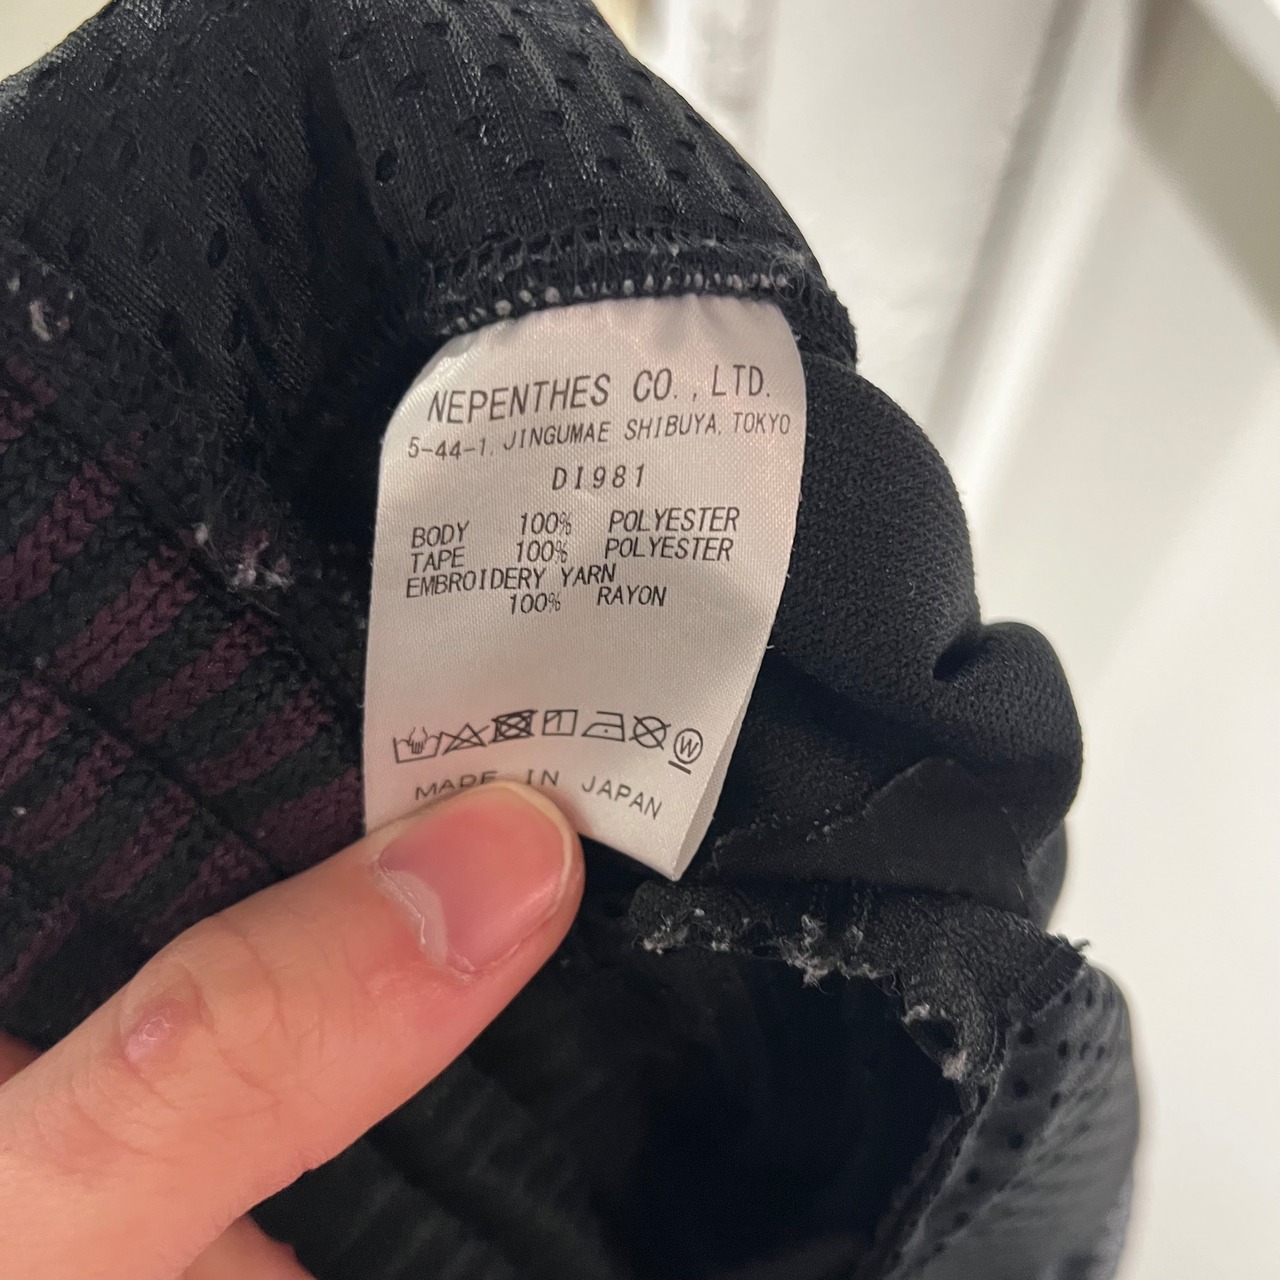 NEPENTHES CO., LTD.
5-44-1, JINGUMAE SHIBUYA, TOKYO
DI981
BODY 100% POLYESTER
TAPE 100% POLYESTER
EMBROIDERY YARN
100% RAYON
W
MADE IN JAPAN